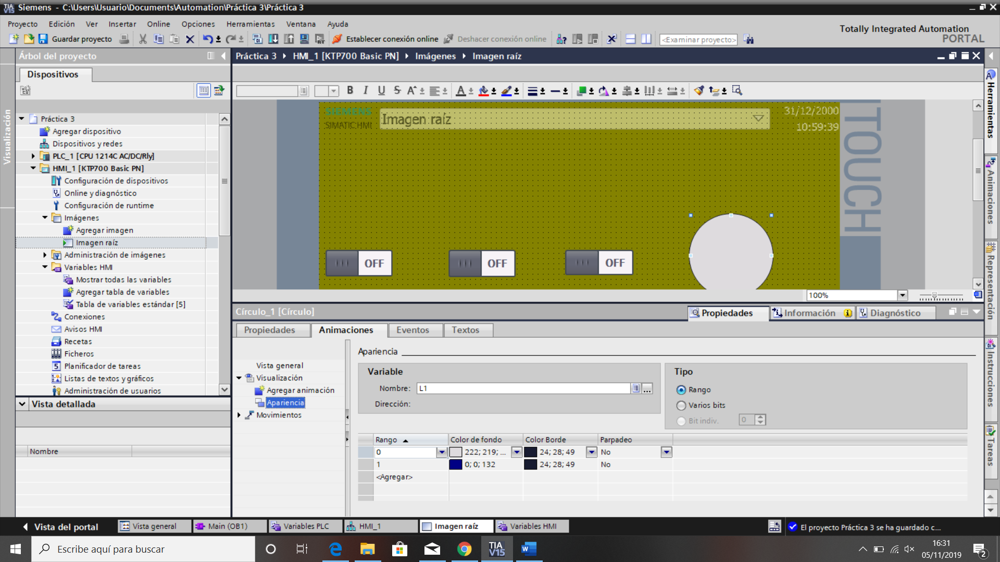 TIA V15 Siemens - C:\Users\Usuario\Documents\Automation\Práctica 3\Práctica 3
Proyecto Edición Ver Insertar Online Opciones Herramientas Ventana Ayuda
Guardar proyecto Establecer conexión online Deshacer conexión online <Examinar proyecto>
Totally Integrated Automation
PORTAL
Árbol del proyecto
Práctica 3 HMI_1 [KTP700 Basic PN] Imágenes Imagen raíz
Dispositivos
Visualización
Práctica 3
Agregar dispositivo
Dispositivos y redes
PLC_1 [CPU 1214C AC/DC/Rly]
HMI_1 [KTP700 Basic PN]
Configuración de dispositivos
Online y diagnóstico
Configuración de runtime
Imágenes
Agregar imagen
Imagen raíz
Administración de imágenes
Variables HMI
Mostrar todas las variables
Agregar tabla de variables
Tabla de variables estándar [5]
Conexiones
Avisos HMI
Recetas
Ficheros
Planificador de tareas
Listas de textos y gráficos
Administración de usuarios
Vista detallada
Nombre
B I U S A A
SIEMENS
SIMATIC HMI
Imagen raíz
31/12/2000
10:59:39
TOUCH
OFF OFF OFF
100%
Herramientas
Animaciones
Representación
Instrucciones
Tareas
Círculo_1 [Círculo]
Propiedades Información Diagnóstico
Propiedades Animaciones Eventos Textos
Vista general
Visualización
Agregar animación
Apariencia
Movimientos
Apariencia
Variable
Nombre: L1 ...
Dirección:
Tipo
Rango
Varios bits
Bit indiv. 0
Rango Color de fondo Color Borde Parpadeo
0 222; 219; ... 24; 28; 49 No
1 0; 0; 132 24; 28; 49 No
<Agregar>
Vista del portal Vista general Main (OB1) Variables PLC HMI_1 Imagen raíz Variables HMI El proyecto Práctica 3 se ha guardado c...
Escribe aquí para buscar
TIA V15
16:31
05/11/2019
2